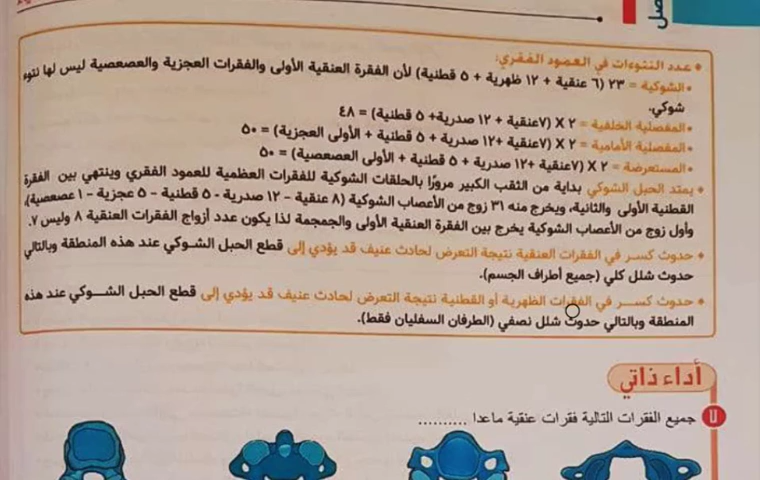 • عدد النتوءات في العمود الفقري:
• الشوكية = ٢٣ (٦ عنقية + ١٢ ظهرية + ٥ قطنية) لأن الفقرة العنقية الأولى والفقرات العجزية والعصعصية ليس لها نتوء
شوكي.
• المفصلية الخلفية = ٢ X (٧عنقية + ١٢ صدرية+ ٥ قطنية) = ٤٨
• المفصلية الأمامية = ٢ X (٧عنقية +١٢ صدرية + ٥ قطنية + الأولى العجزية) = ٥٠
• المستعرضة = ٢ X (٧عنقية +١٢ صدرية + ٥ قطنية + الأولى العصعصية) = ٥٠
• يمتد الحبل الشوكي بداية من الثقب الكبير مرورًا بالحلقات الشوكية للفقرات العظمية للعمود الفقري وينتهي بين الفقرة
القطنية الأولى والثانية، ويخرج منه ٣١ زوج من الأعصاب الشوكية (٨ عنقية – ١٢ صدرية - ٥ قطنية – ٥ عجزية – ١ عصعصية)،
وأول زوج من الأعصاب الشوكية يخرج بين الفقرة العنقية الأولى والجمجمة لذا يكون عدد أزواج الفقرات العنقية ٨ وليس ٧.
• حدوث كسر في الفقرات العنقية نتيجة التعرض لحادث عنيف قد يؤدي إلى قطع الحبل الشوكي عند هذه المنطقة وبالتالي
حدوث شلل كلي (جميع أطراف الجسم).
• حدوث كسر في الفقرات الظهرية أو القطنية نتيجة التعرض لحادث عنيف قد يؤدي إلى قطع الحبل الشوكي عند هذه
المنطقة وبالتالي حدوث شلل نصفي (الطرفان السفليان فقط).
أداء ذاتي
جميع الفقرات التالية فقرات عنقية ماعدا ..........